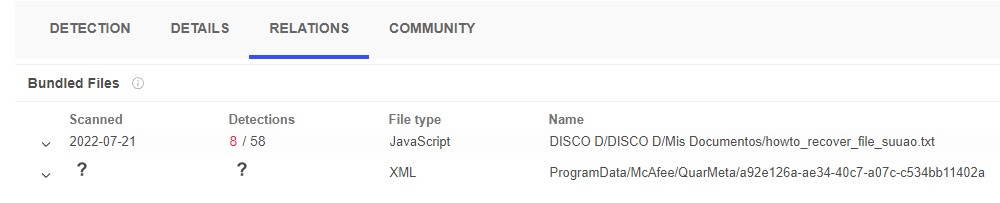 DETECTION DETAILS RELATIONS COMMUNITY
Bundled Files
Scanned Detections File type Name
2022-07-21 8 / 58 JavaScript DISCO D/DISCO D/Mis Documentos/howto_recover_file_suuao.txt
? ? XML ProgramData/McAfee/QuarMeta/a92e126a-ae34-40c7-a07c-c534bb11402a